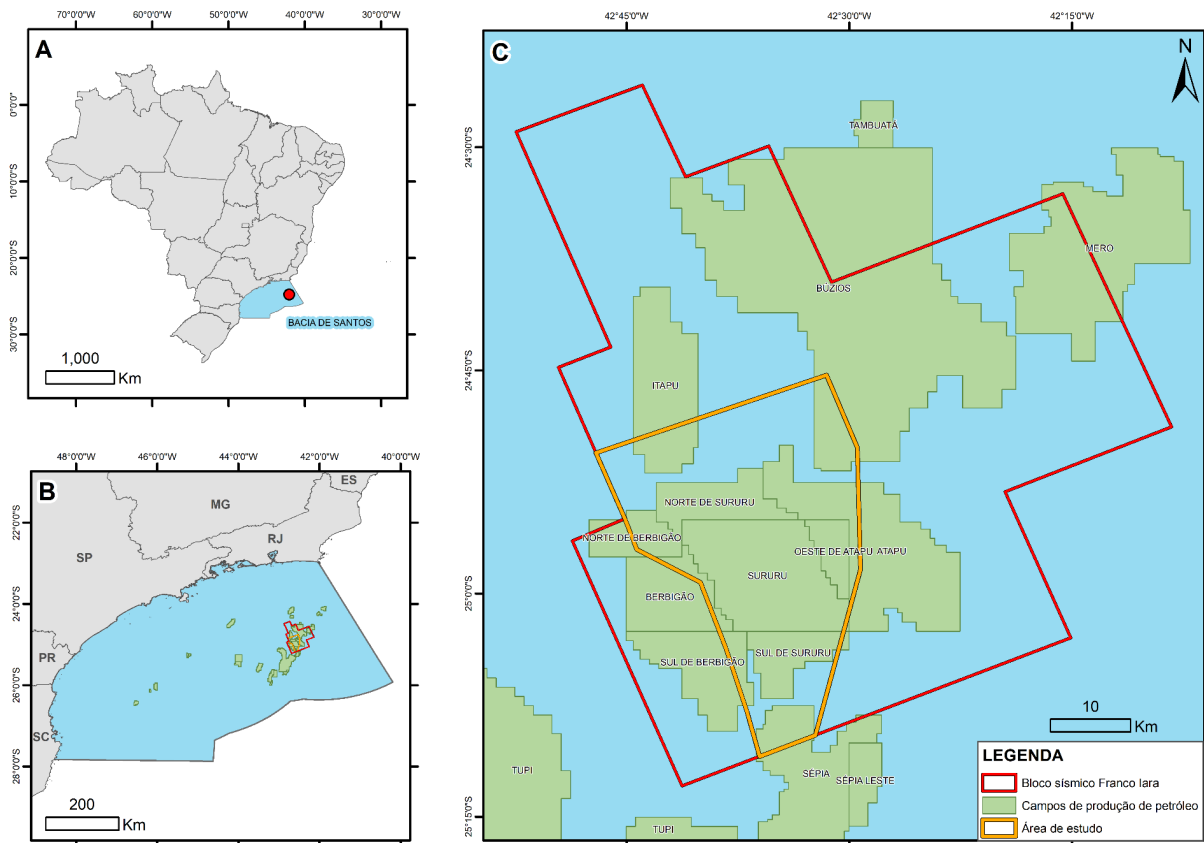 70°0'0"W 60°0'0"W 50°0'0"W 40°0'0"W 30°0'0"W
A
0°0'0"
10°0'0"S
20°0'0"S
30°0'0"S
BACIA DE SANTOS
1,000
Km
48°0'0"W 46°0'0"W 44°0'0"W 42°0'0"W 40°0'0"W
B
ES
MG
RJ
SP
PR
SC
22°0'0"S
24°0'0"S
26°0'0"S
28°0'0"S
200
Km
42°45'0"W 42°30'0"W 42°15'0"W
C
N
24°30'0"S
24°45'0"S
25°0'0"S
25°15'0"S
TAMBUATÁ
MERO
BÚZIOS
ITAPU
NORTE DE SURURU
NORTE DE BERBIGÃO
OESTE DE ATAPU ATAPU
SURURU
BERBIGÃO
SUL DE SURURU
SUL DE BERBIGÃO
TUPI
SÉPIA
SÉPIA LESTE
TUPI
10
Km
LEGENDA
Bloco sísmico Franco Iara
Campos de produção de petróleo
Área de estudo